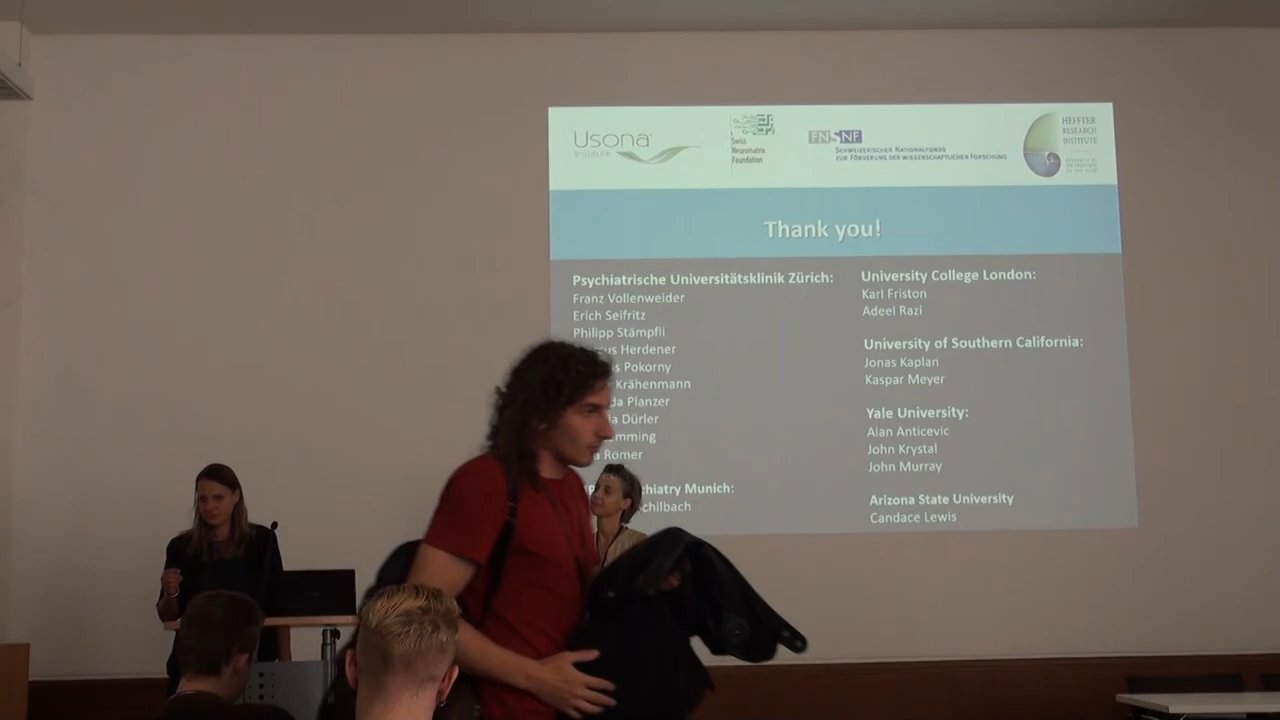 Usona
Institute
Swiss
Neuromatrix
Foundation
FNSNF
SCHWEIZERISCHER NATIONALFONDS
ZUR FÖRDERUNG DER WISSENSCHAFTLICHEN FORSCHUNG
HEFFTER
RESEARCH
INSTITUTE
Thank you!
Psychiatrische Universitätsklinik Zürich:
Franz Vollenweider
Erich Seifritz
Philipp Stämpfli
Herdener
Pokorny
Krähenmann
Planzer
Dürler
Romer
Munich:
University College London:
Karl Friston
Adeel Razi
University of Southern California:
Jonas Kaplan
Kaspar Meyer
Yale University:
Alan Anticevic
John Krystal
John Murray
Arizona State University
Candace Lewis